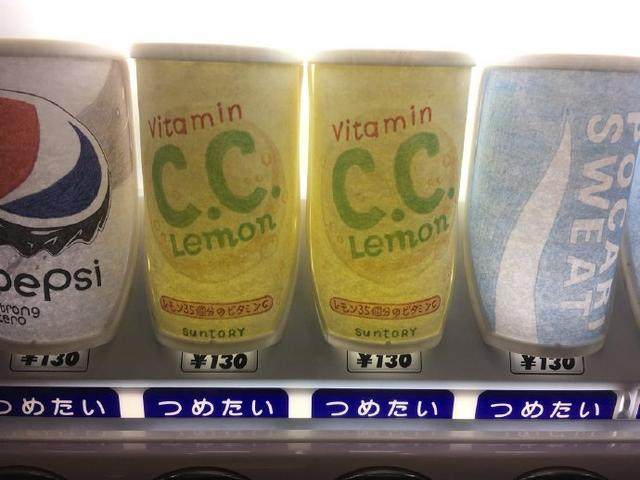 pepsi
strong
zero
¥130
つめたい
Vitamin
C.C.
Lemon
レモン35個分のビタミンC
SUNTORY
¥130
つめたい
Vitamin
C.C.
Lemon
レモン35個分のビタミンC
SUNTORY
¥130
つめたい
POCARI
SWEAT
¥130
つめたい